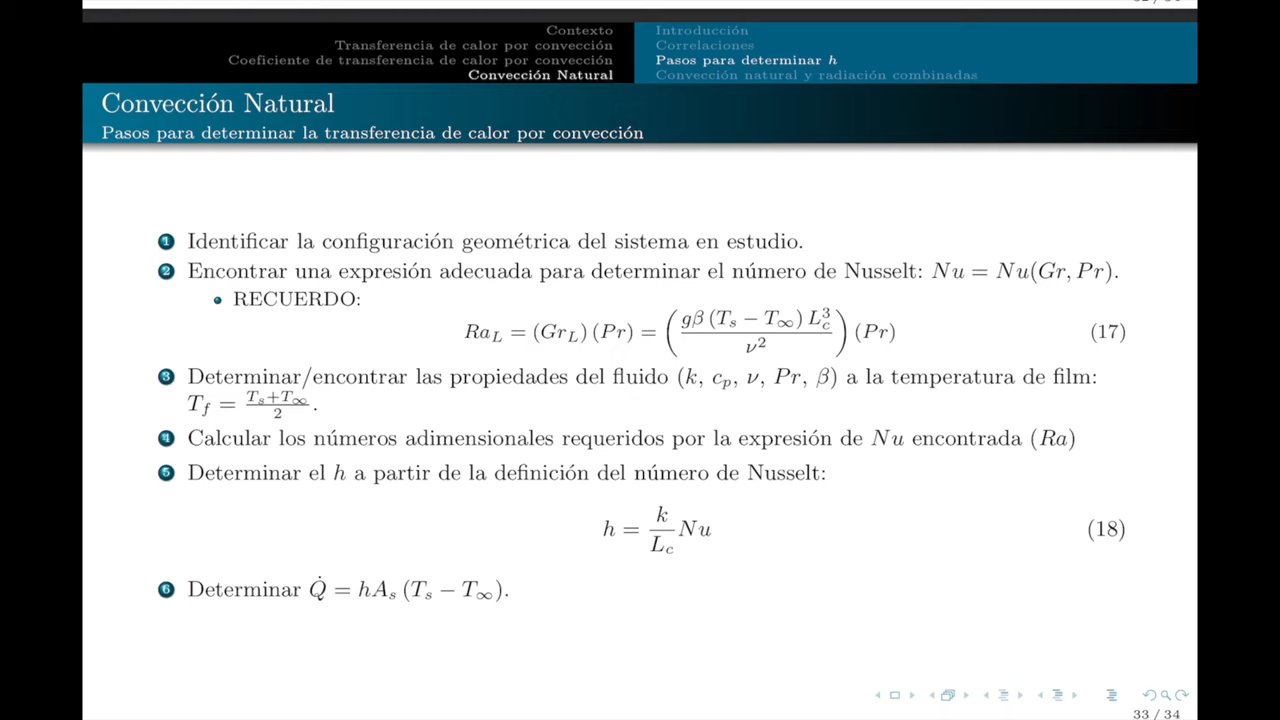 Contexto
Transferencia de calor por convección
Coeficiente de transferencia de calor por convección
Convección Natural
Introducción
Correlaciones
Pasos para determinar h
Convección natural y radiación combinadas
Convección Natural
Pasos para determinar la transferencia de calor por convección
1 Identificar la configuración geométrica del sistema en estudio.
2 Encontrar una expresión adecuada para determinar el número de Nusselt: Nu = Nu(Gr, Pr).
• RECUERDO:
Ra_L = (Gr_L) (Pr) = (gβ (T_s − T_∞) L_c^3 / ν^2) (Pr) (17)
3 Determinar/encontrar las propiedades del fluido (k, c_p, ν, Pr, β) a la temperatura de film:
T_f = (T_s+T_∞)/2 .
4 Calcular los números adimensionales requeridos por la expresión de Nu encontrada (Ra)
5 Determinar el h a partir de la definición del número de Nusselt:
h = k/L_c Nu (18)
6 Determinar Q̇ = hA_s (T_s − T_∞).
33 / 34